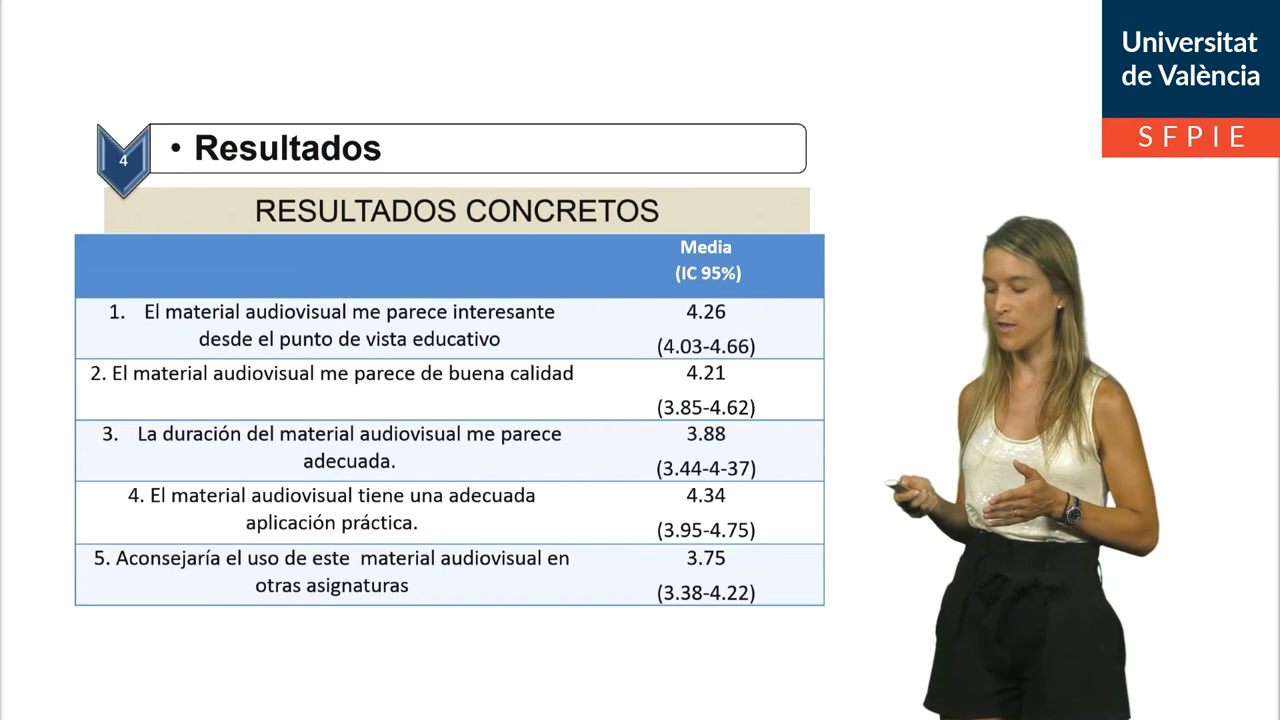 Universitat
de València
SFPIE
4
• Resultados
RESULTADOS CONCRETOS
Media
(IC 95%)
1. El material audiovisual me parece interesante
desde el punto de vista educativo
4.26
(4.03-4.66)
2. El material audiovisual me parece de buena calidad
4.21
(3.85-4.62)
3. La duración del material audiovisual me parece
adecuada.
3.88
(3.44-4-37)
4. El material audiovisual tiene una adecuada
aplicación práctica.
4.34
(3.95-4.75)
5. Aconsejaría el uso de este material audiovisual en
otras asignaturas
3.75
(3.38-4.22)